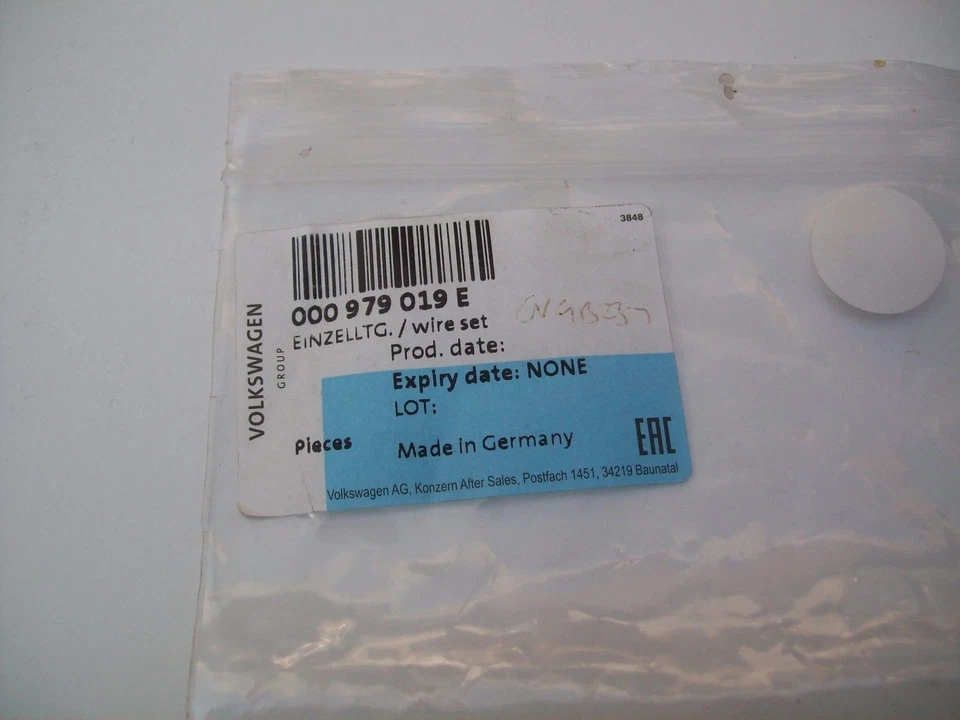 3848
000 979 019 E
EINZELLTG. / wire set
Prod. date:
Expiry date: NONE
LOT:
Pieces
Made in Germany
EAC
Volkswagen AG, Konzern After Sales, Postfach 1451, 34219 Baunatal
VOLKSWAGEN
GROUP